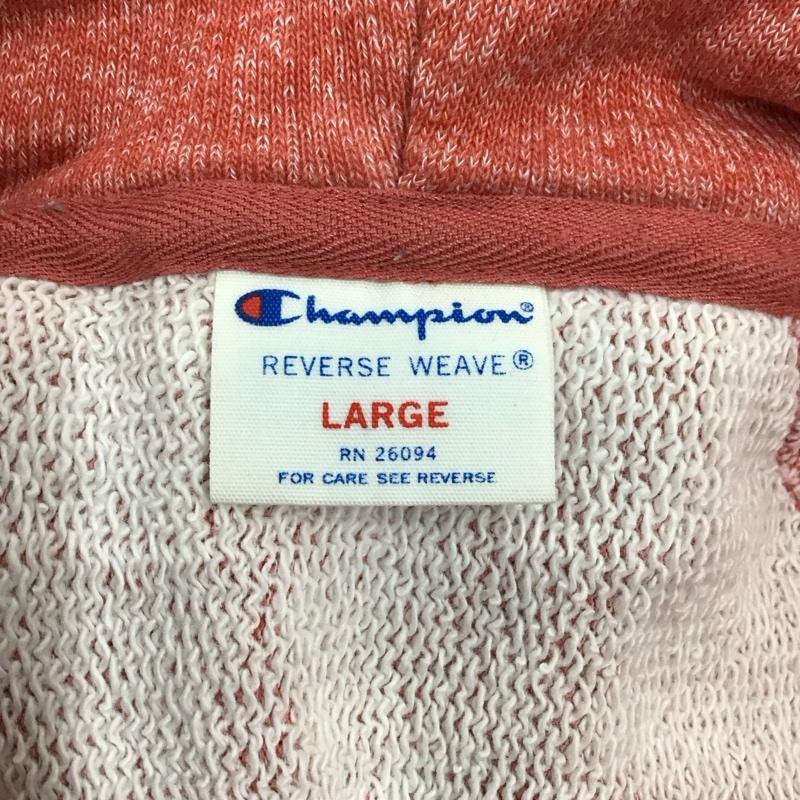 Champion®
REVERSE WEAVE®
LARGE
RN 26094
FOR CARE SEE REVERSE